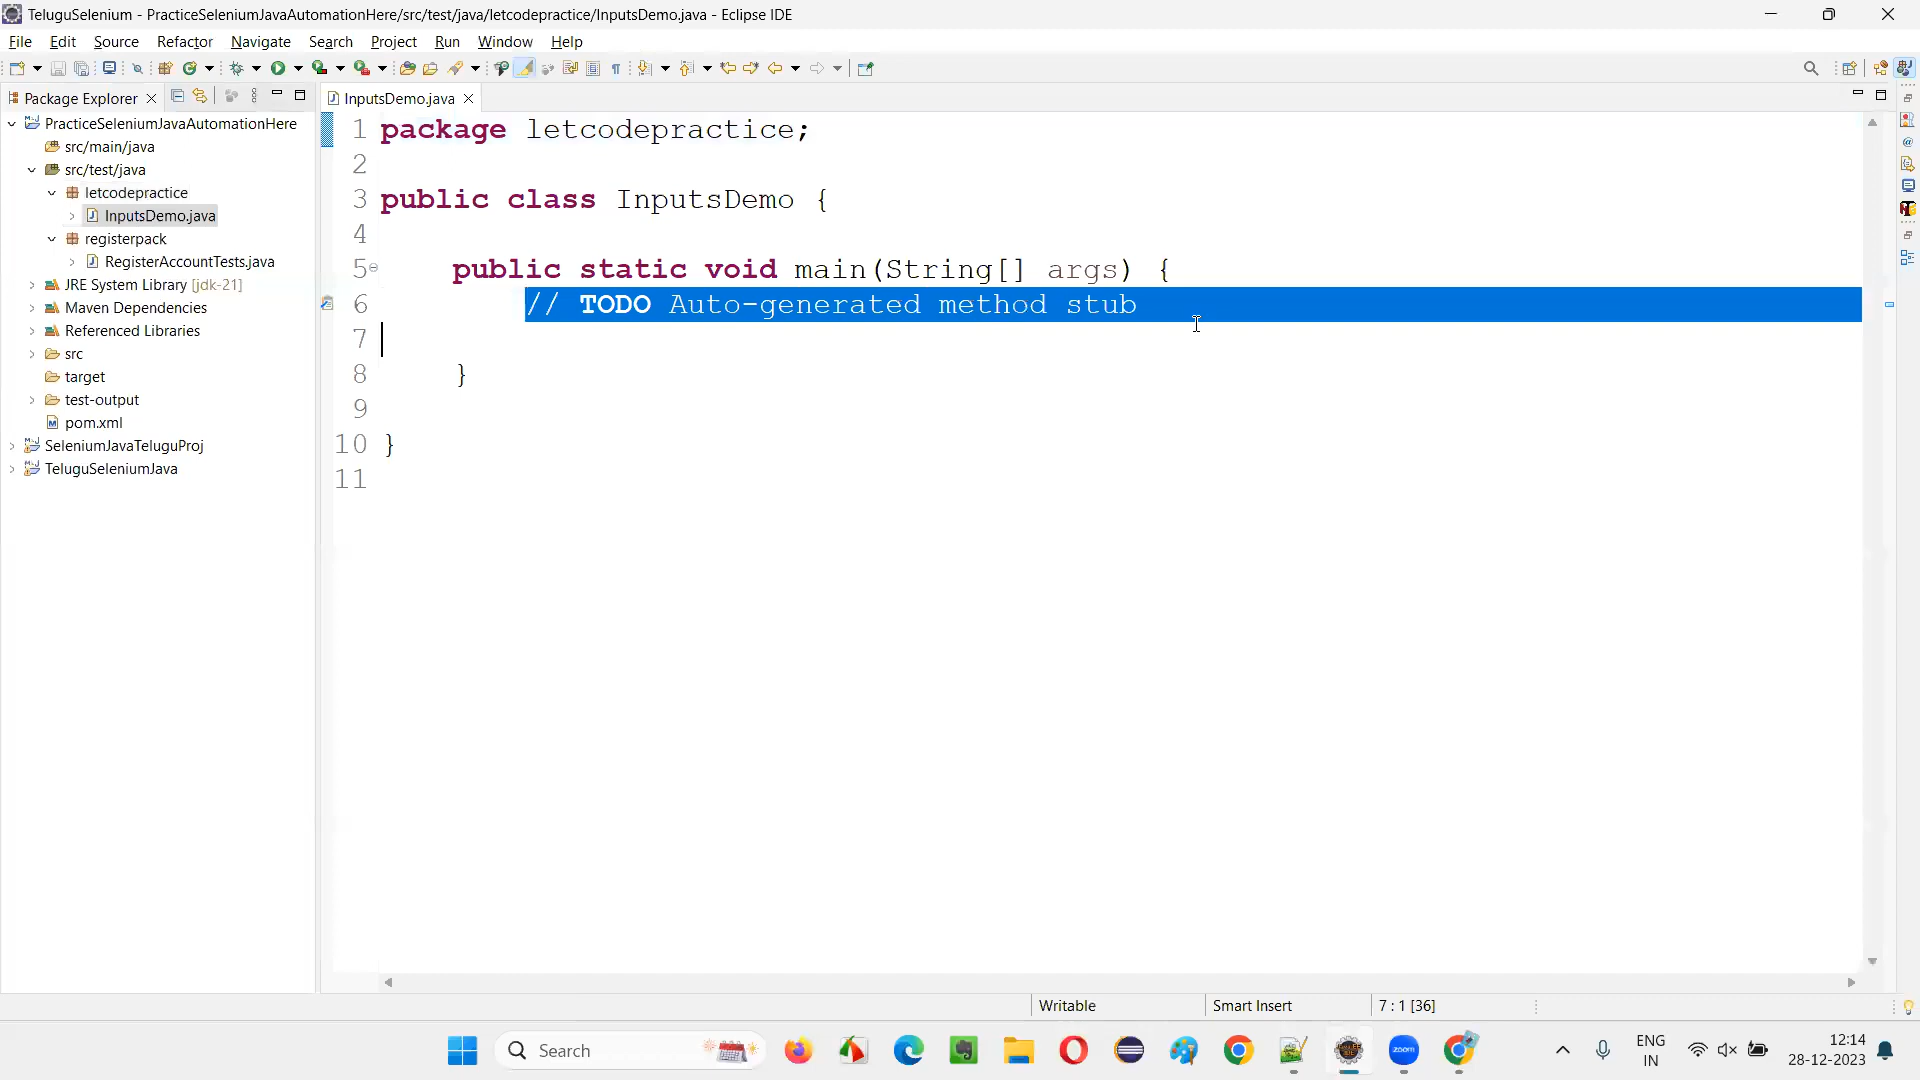 TeluguSelenium - PracticeSeleniumJavaAutomationHere/src/test/java/letcodepractice/InputsDemo.java - Eclipse IDE
File Edit Source Refactor Navigate Search Run Window Help
Project
Package Explorer
InputsDemo.java
PracticeSeleniumJavaAutomationHere
src/main/java
src/test/java
letcodepractice
InputsDemo.java
registerpack
RegisterAccountTests.java
JRE System Library [jdk-21]
Maven Dependencies
Referenced Libraries
src
target
test-output
pom.xml
SeleniumJavaTeluguProj
TeluguSeleniumJava
1 package letcodepractice;
2
3 public class InputsDemo {
4
5 public static void main(String[] args) {
6 // TODO Auto-generated method stub
7
8 }
9
10 }
11
Writable Smart Insert 7 : 1 [36]
Search
zoom
ENG
IN
12:14
28-12-2023